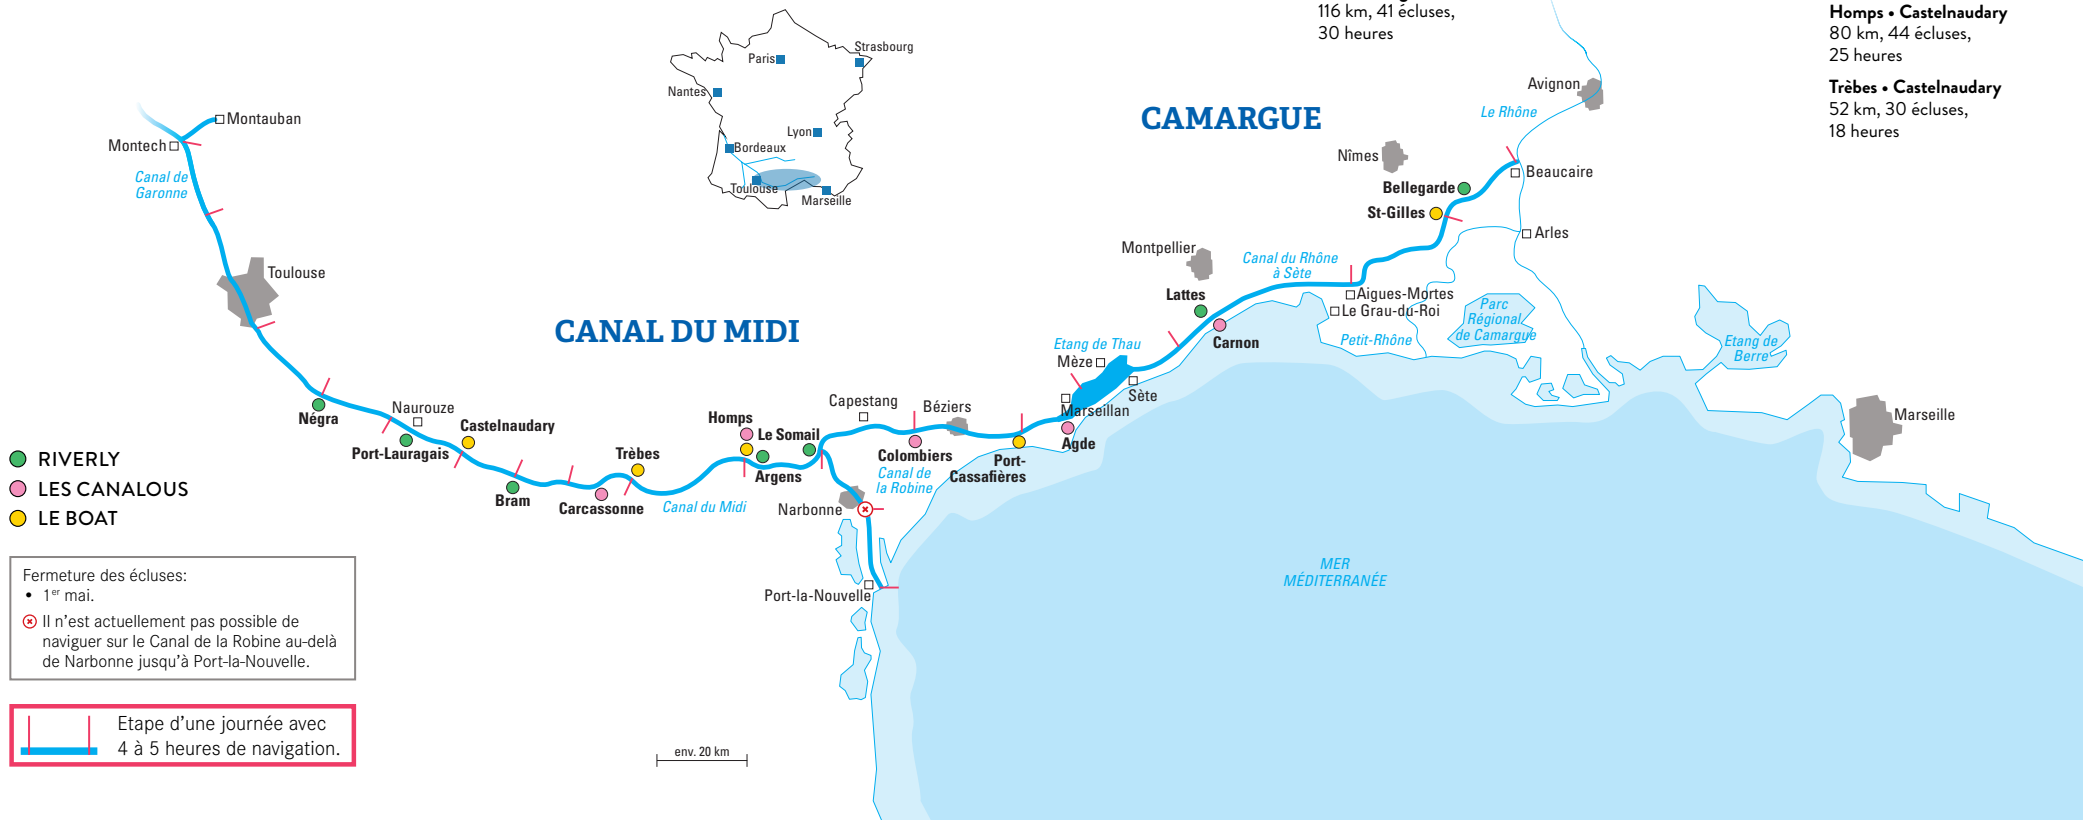 116 km, 41 écluses,
30 heures
Homps • Castelnaudary
80 km, 44 écluses,
25 heures
Trèbes • Castelnaudary
52 km, 30 écluses,
18 heures
Paris
Strasbourg
Nantes
Lyon
Bordeaux
Toulouse
Marseille
CAMARGUE
Avignon
Le Rhône
Nîmes
Beaucaire
Bellegarde
St-Gilles
Arles
Montpellier
Canal du Rhône
à Sète
Aigues-Mortes
Le Grau-du-Roi
Lattes
Carnon
Petit-Rhône
Parc
Régional
de Camargue
Etang de
Berre
Marseille
Montauban
Montech
Canal de
Garonne
Toulouse
CANAL DU MIDI
Etang de Thau
Mèze
Sète
Marseillan
Agde
Négra
Naurouze
Castelnaudary
Port-Lauragais
Bram
Carcassonne
Trèbes
Canal du Midi
Homps
Le Somail
Argens
Capestang
Béziers
Colombiers
Canal de
la Robine
Port-
Cassafières
Narbonne
Port-la-Nouvelle
MER
MÉDITERRANÉE
RIVERLY
LES CANALOUS
LE BOAT
Fermeture des écluses:
• 1er mai.
Il n'est actuellement pas possible de
naviguer sur le Canal de la Robine au-delà
de Narbonne jusqu'à Port-la-Nouvelle.
Etape d'une journée avec
4 à 5 heures de navigation.
env. 20 km